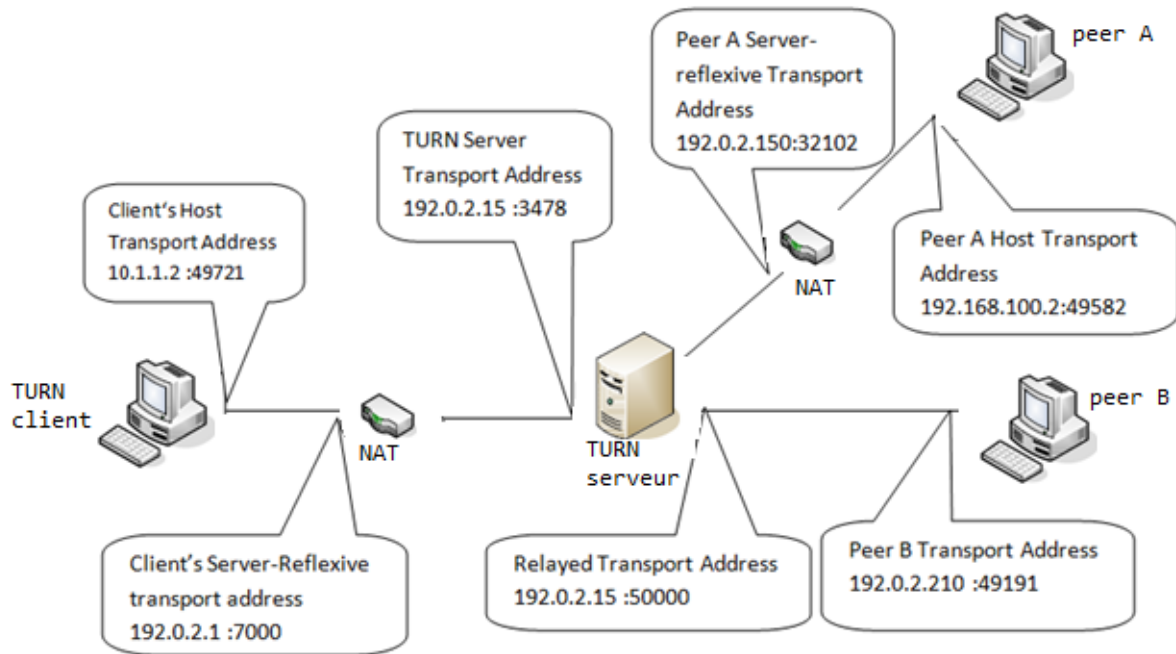 peer A
Peer A Server-
reflexive Transport
Address
192.0.2.150:32102
TURN Server
Transport Address
192.0.2.15 :3478
Client's Host
Transport Address
10.1.1.2 :49721
Peer A Host Transport
Address
192.168.100.2:49582
NAT
TURN
client
NAT
TURN
serveur
peer B
Client's Server-Reflexive
transport address
192.0.2.1 :7000
Relayed Transport Address
192.0.2.15 :50000
Peer B Transport Address
192.0.2.210 :49191